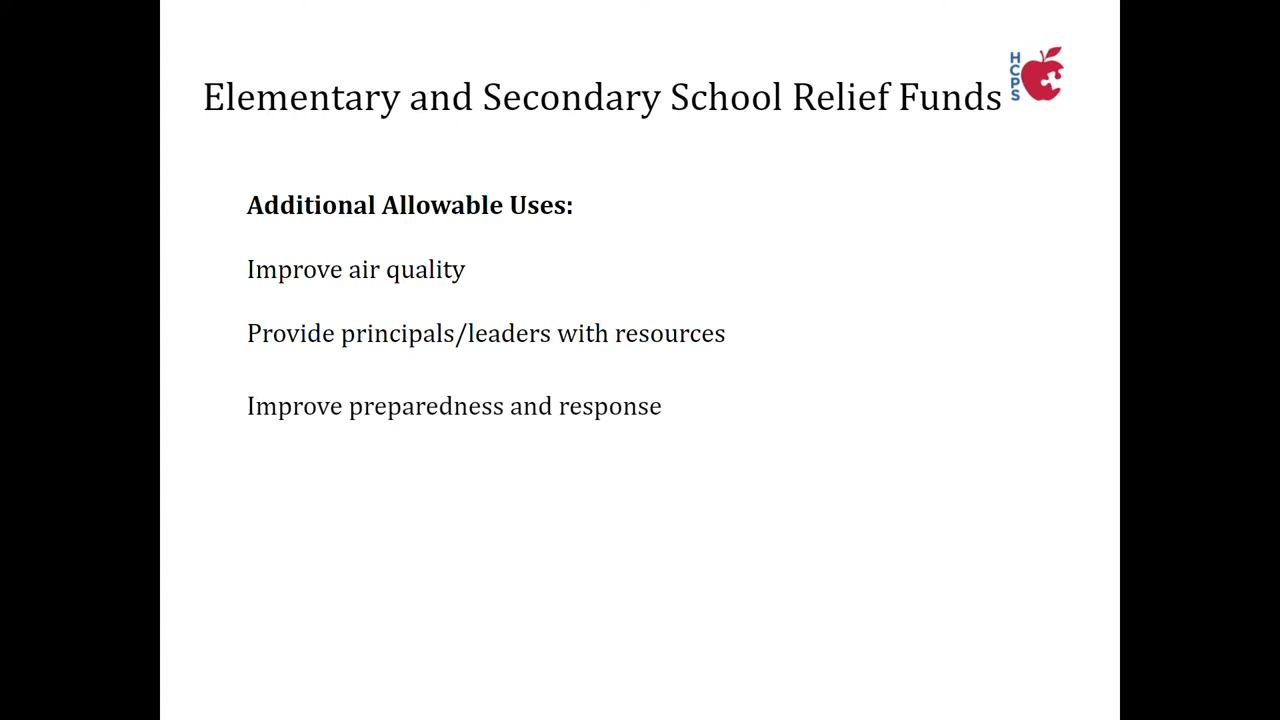 Elementary and Secondary School Relief Funds
HCPS
Additional Allowable Uses:
Improve air quality
Provide principals/leaders with resources
Improve preparedness and response